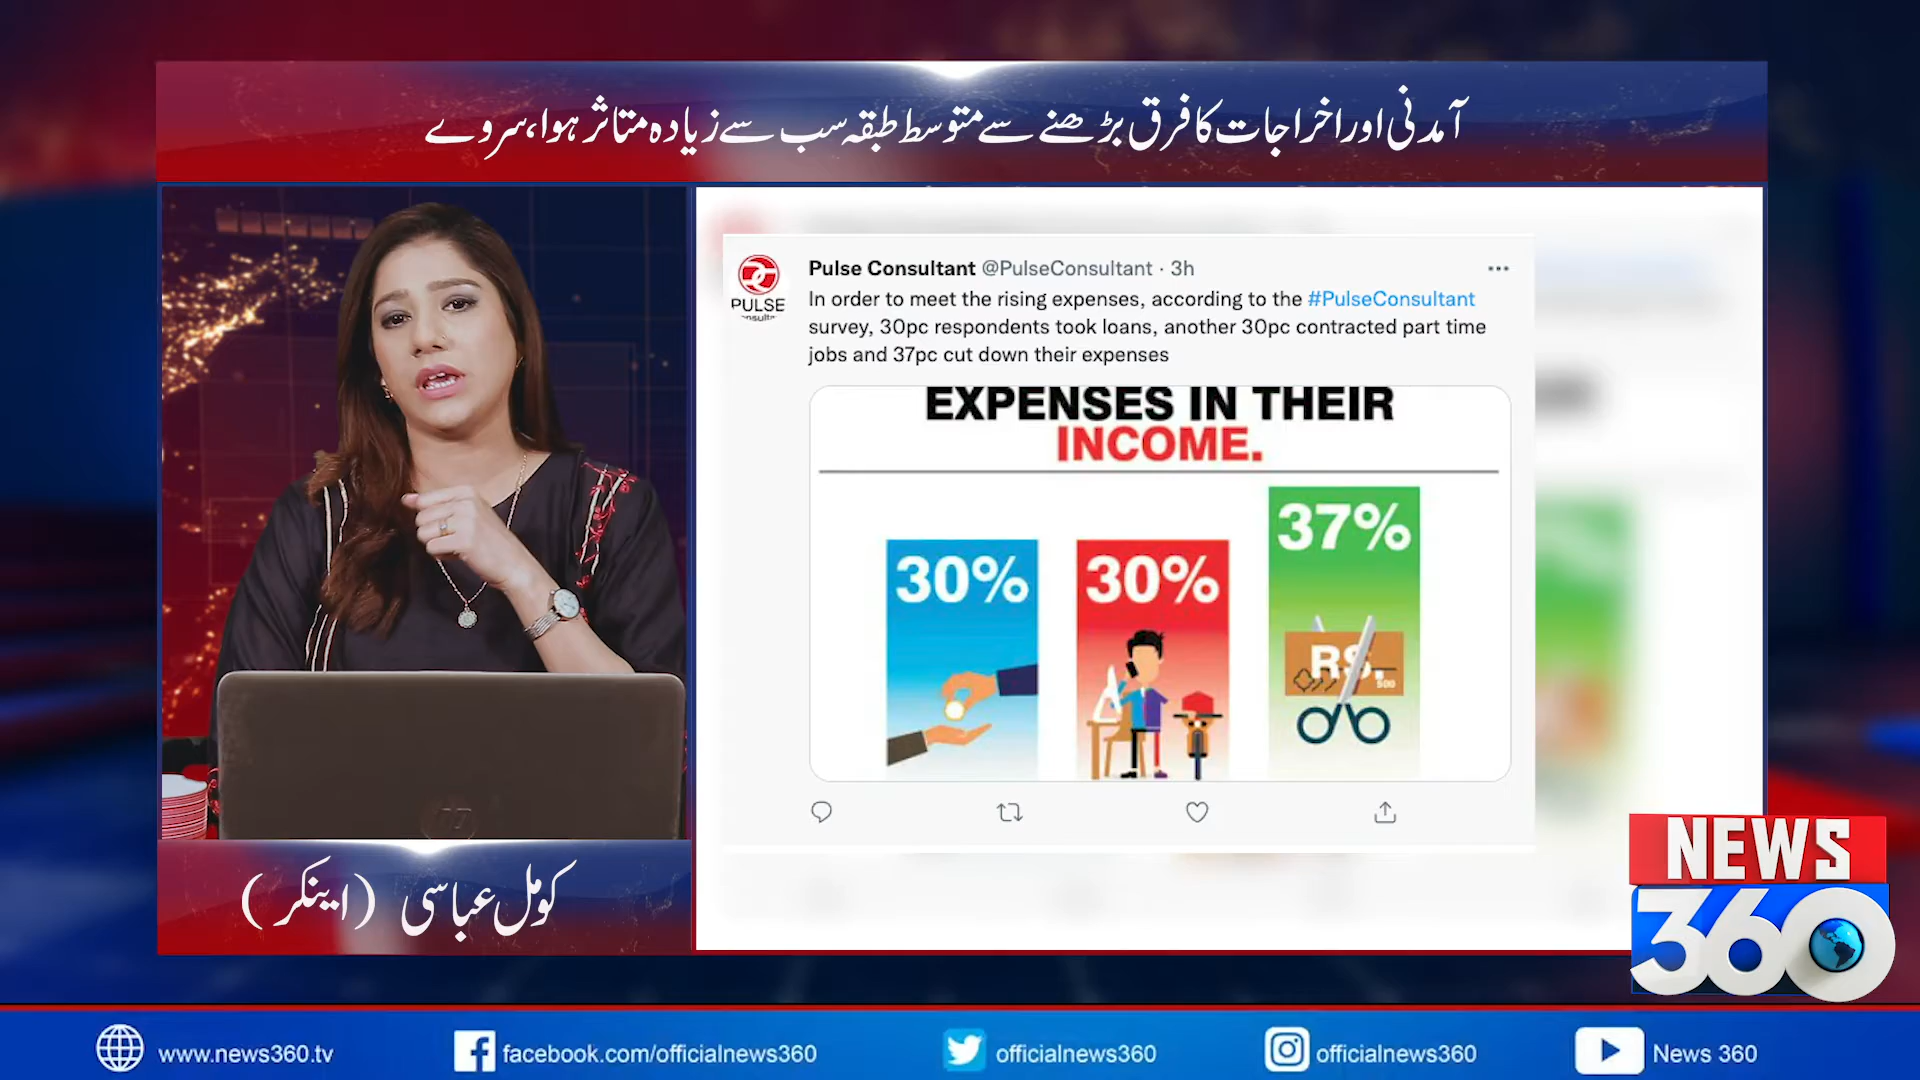 آمدنی اور اخراجات کا فرق بڑھنے سے متوسط طبقہ سب سے زیادہ متاثر ہوا، سروے
PULSE
Pulse Consultant @PulseConsultant · 3h
In order to meet the rising expenses, according to the #PulseConsultant
survey, 30pc respondents took loans, another 30pc contracted part time
jobs and 37pc cut down their expenses
EXPENSES IN THEIR
INCOME.
30%
30%
37%
RS.
500
کومل عباسی (اینکر)
NEWS
360
www.news360.tv
facebook.com/officialnews360
officialnews360
officialnews360
News 360